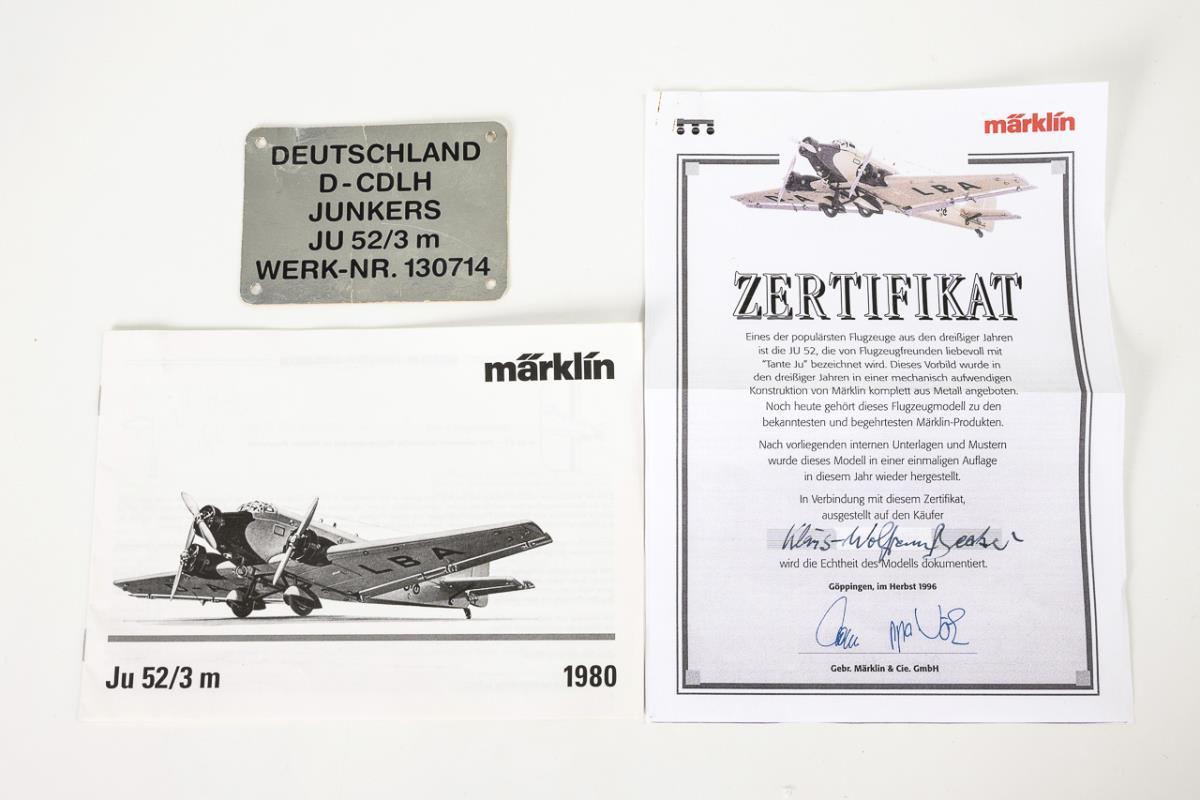 DEUTSCHLAND
D-CDLH
JUNKERS
JU 52/3 m
WERK-NR. 130714
märklin
LBA
Ju 52/3 m
1980
märklin
LBA
ZERTIFIKAT
Eines der populärsten Flugzeuge aus den dreißiger Jahren
ist die JU 52, die von Flugzeugfreunden liebevoll mit
"Tante Ju" bezeichnet wird. Dieses Vorbild wurde in
den dreißiger Jahren in einer mechanisch aufwendigen
Konstruktion von Märklin komplett aus Metall angeboten.
Noch heute gehört dieses Flugzeugmodell zu den
bekanntesten und begehrtesten Märklin-Produkten.
Nach vorliegenden internen Unterlagen und Mustern
wurde dieses Modell in einer einmaligen Auflage
in diesem Jahr wieder hergestellt.
In Verbindung mit diesem Zertifikat,
ausgestellt auf den Käufer
wird die Echtheit des Modells dokumentiert.
Göppingen, im Herbst 1996
Gebr. Märklin & Cie. GmbH